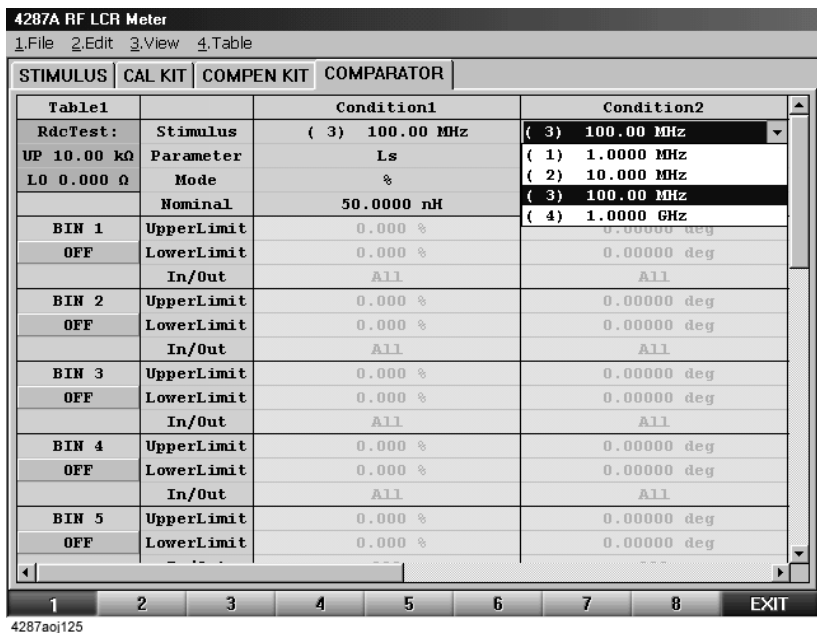 4287A RF LCR Meter
1.File 2.Edit 3.View 4.Table
STIMULUS CAL KIT COMPEN KIT COMPARATOR
Table1 Condition1 Condition2
RdcTest: Stimulus ( 3) 100.00 MHz ( 3) 100.00 MHz
UP 10.00 kΩ Parameter Ls ( 1) 1.0000 MHz
LO 0.000 Ω Mode % ( 2) 10.000 MHz
( 3) 100.00 MHz
Nominal 50.0000 nH ( 4) 1.0000 GHz
BIN 1 UpperLimit 0.000 % 0.00000 deg
OFF LowerLimit 0.000 % 0.00000 deg
In/Out All All
BIN 2 UpperLimit 0.000 % 0.00000 deg
OFF LowerLimit 0.000 % 0.00000 deg
In/Out All All
BIN 3 UpperLimit 0.000 % 0.00000 deg
OFF LowerLimit 0.000 % 0.00000 deg
In/Out All All
BIN 4 UpperLimit 0.000 % 0.00000 deg
OFF LowerLimit 0.000 % 0.00000 deg
In/Out All All
BIN 5 UpperLimit 0.000 % 0.00000 deg
OFF LowerLimit 0.000 % 0.00000 deg
1 2 3 4 5 6 7 8 EXIT
4287aoj125